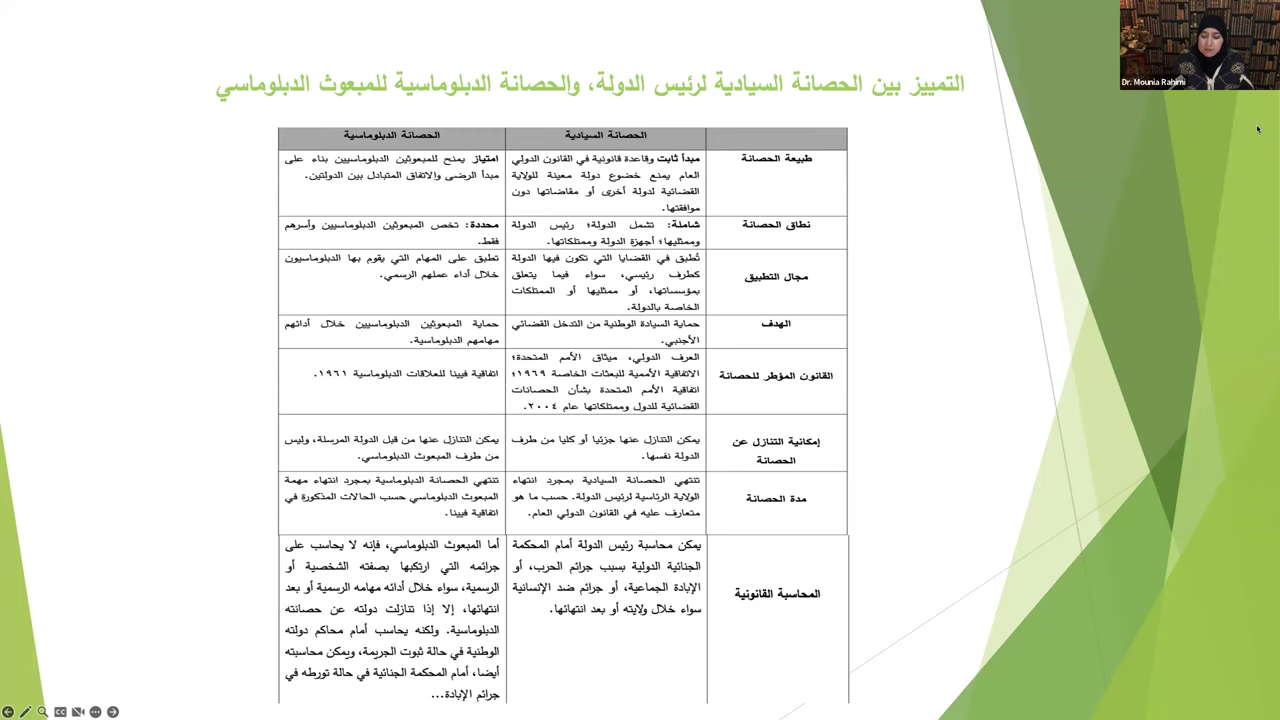 Dr. Mounia Rahimi
التمييز بين الحصانة السيادية لرئيس الدولة، والحصانة الدبلوماسية للمبعوث الدبلوماسي
الحصانة السيادية
الحصانة الدبلوماسية
طبيعة الحصانة
مبدأ ثابت وقاعدة قانونية في القانون الدولي
العام يمنع خضوع دولة معينة للولاية
القضائية لدولة أخرى أو مقاضاتها دون
موافقتها.
امتياز يمنح للمبعوثين الدبلوماسيين بناء على
مبدأ الرضى والاتفاق المتبادل بين الدولتين.
نطاق الحصانة
شاملة: تشمل الدولة؛ رئيس الدولة
وممثليها؛ أجهزة الدولة وممتلكاتها.
محددة: تخص المبعوثين الدبلوماسيين وأسرهم
فقط.
مجال التطبيق
تُطبق في القضايا التي تكون فيها الدولة
كطرف رئيسي، سواء فيما يتعلق
بمؤسساتها، أو ممثليها أو الممتلكات
الخاصة بالدولة.
تطبق على المهام التي يقوم بها الدبلوماسيون
خلال أداء عملهم الرسمي.
الهدف
حماية السيادة الوطنية من التدخل القضائي
الأجنبي.
حماية المبعوثين الدبلوماسيين خلال أدائهم
مهامهم الدبلوماسية.
القانون المؤطر للحصانة
العرف الدولي، ميثاق الأمم المتحدة؛
الاتفاقية الأممية للبعثات الخاصة ١٩٦٩؛
اتفاقية الأمم المتحدة بشأن الحصانات
القضائية للدول وممتلكاتها عام ٢٠٠٤.
اتفاقية فيينا للعلاقات الدبلوماسية ١٩٦١.
إمكانية التنازل عن
الحصانة
يمكن التنازل عنها جزئيا أو كليا من طرف
الدولة نفسها.
يمكن التنازل عنها من قبل الدولة المرسلة، وليس
من طرف المبعوث الدبلوماسي.
مدة الحصانة
تنتهي الحصانة السيادية بمجرد انتهاء
الولاية الرئاسية لرئيس الدولة. حسب ما هو
متعارف عليه في القانون الدولي العام.
تنتهي الحصانة الدبلوماسية بمجرد انتهاء مهمة
المبعوث الدبلوماسي حسب الحالات المذكورة في
اتفاقية فيينا.
المحاسبة القانونية
يمكن محاسبة رئيس الدولة أمام المحكمة
الجنائية الدولية بسبب جرائم الحرب، أو
الإبادة الجماعية، أو جرائم ضد الإنسانية
سواء خلال ولايته أو بعد انتهائها.
أما المبعوث الدبلوماسي، فإنه لا يحاسب على
جرائمه التي ارتكبها بصفته الشخصية أو
الرسمية، سواء خلال أدائه مهامه الرسمية أو بعد
انتهائها، إلا إذا تنازلت دولته عن حصانته
الدبلوماسية. ولكنه يحاسب أمام محاكم دولته
الوطنية في حالة ثبوت الجريمة، ويمكن محاسبته
أيضا، أمام المحكمة الجنائية في حالة تورطه في
جرائم الإبادة...